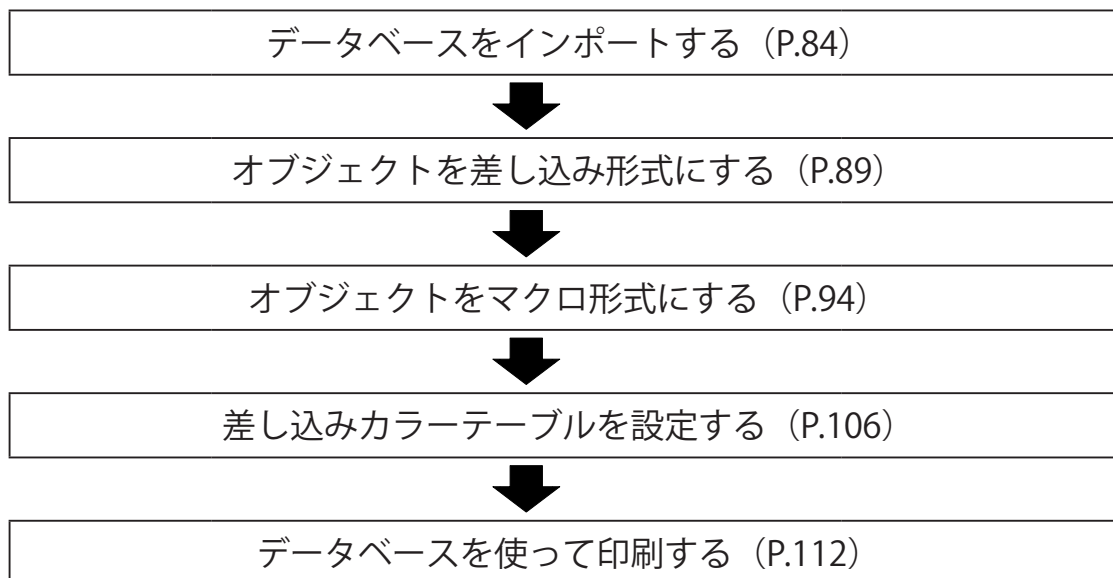 データベースをインポートする（P.84）
オブジェクトを差し込み形式にする（P.89）
オブジェクトをマクロ形式にする（P.94）
差し込みカラーテーブルを設定する（P.106）
データベースを使って印刷する（P.112）